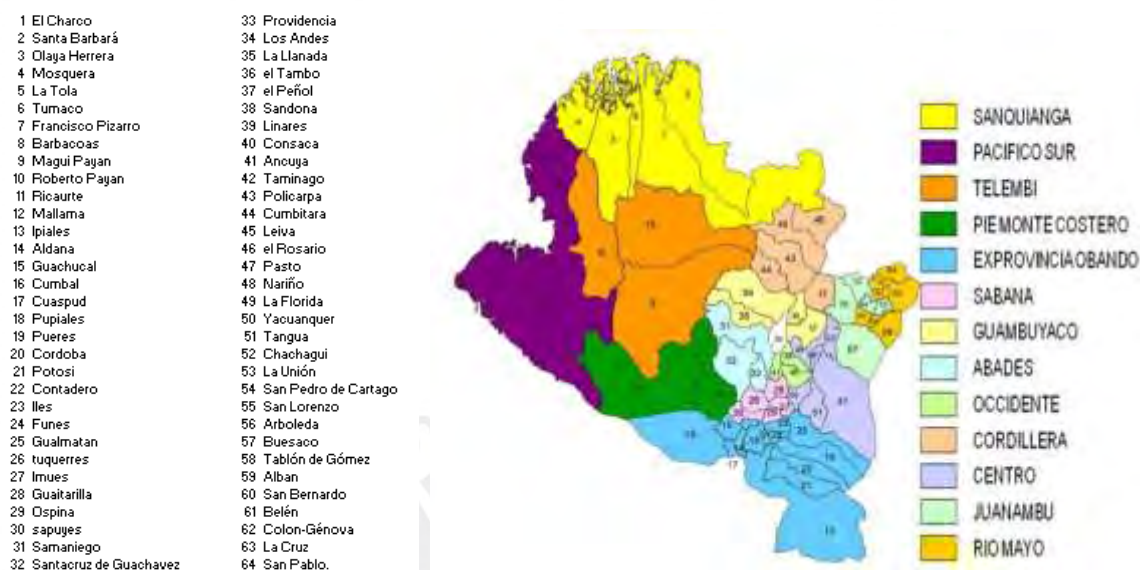 1 El Charco
2 Santa Barbará
3 Olaya Herrera
4 Mosquera
5 La Tola
6 Tumaco
7 Francisco Pizarro
8 Barbacoas
9 Magui Payan
10 Roberto Payan
11 Ricaurte
12 Mallama
13 Ipiales
14 Aldana
15 Guachucal
16 Cumbal
17 Cuaspud
18 Pupiales
19 Pueres
20 Cordoba
21 Potosi
22 Contadero
23 Iles
24 Funes
25 Gualmatan
26 tuquerres
27 Imues
28 Guaitarilla
29 Ospina
30 sapuyes
31 Samaniego
32 Santacruz de Guachavez
33 Providencia
34 Los Andes
35 La Llanada
36 el Tambo
37 el Peñol
38 Sandona
39 Linares
40 Consaca
41 Ancuya
42 Taminago
43 Policarpa
44 Cumbitara
45 Leiva
46 el Rosario
47 Pasto
48 Nariño
49 La Florida
50 Yacuanquer
51 Tangua
52 Chachagui
53 La Unión
54 San Pedro de Cartago
55 San Lorenzo
56 Arboleda
57 Buesaco
58 Tablón de Gómez
59 Alban
60 San Bernardo
61 Belén
62 Colon-Génova
63 La Cruz
64 San Pablo.
17
SANQUIANGA
PACIFICO SUR
TELEMBI
PIEMONTE COSTERO
EXPROVINCIA OBANDO
SABANA
GUAMBUYACO
ABADES
OCCIDENTE
CORDILLERA
CENTRO
JUANAMBU
RIO MAYO